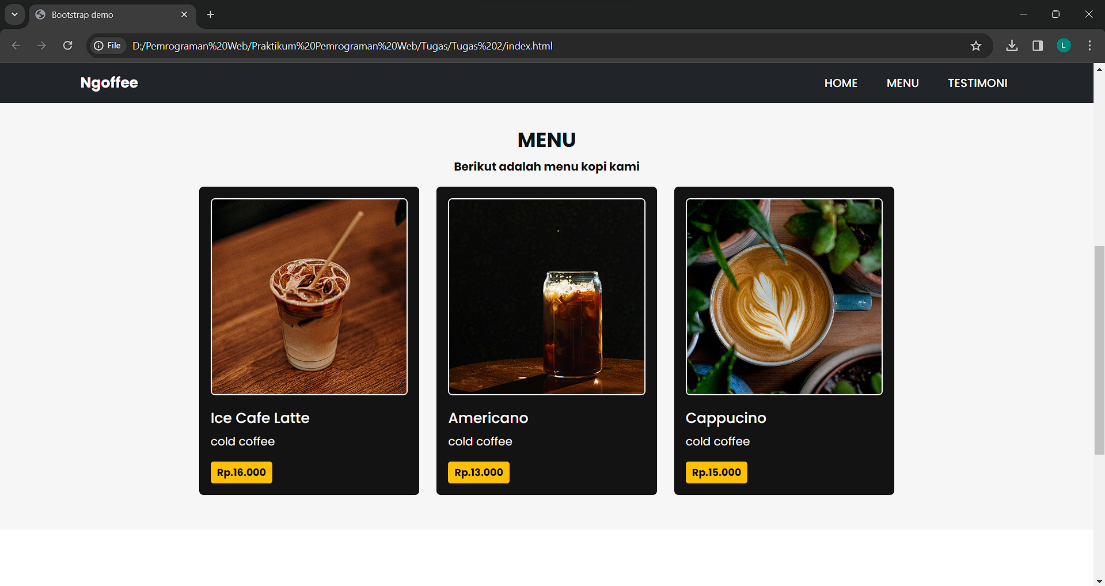 Bootstrap demo
File
D:/Pemrograman%20Web/Praktikum%20Pemrograman%20Web/Tugas/Tugas%202/index.html
L
Ngoffee
HOME MENU TESTIMONI
MENU
Berikut adalah menu kopi kami
Ice Cafe Latte
cold coffee
Rp.16.000
Americano
cold coffee
Rp.13.000
Cappucino
cold coffee
Rp.15.000